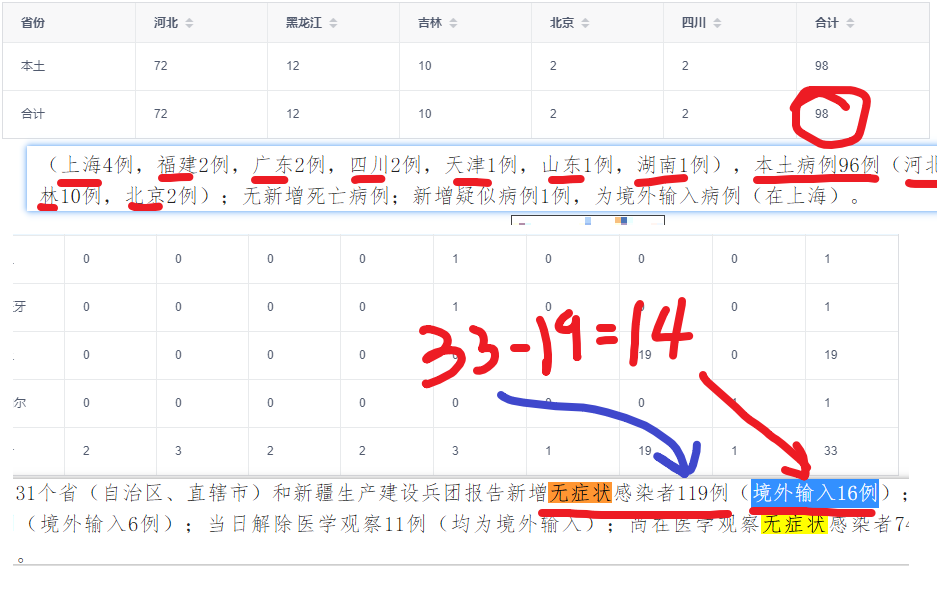 省份 河北 黑龙江 吉林 北京 四川 合计
本土 72 12 10 2 2 98
合计 72 12 10 2 2 98
（上海4例，福建2例，广东2例，四川2例，天津1例，山东1例，湖南1例），本土病例96例（河北
林10例，北京2例）；无新增死亡病例；新增疑似病例1例，为境外输入病例（在上海）。
0 0 0 0 1 0 0 0 1
牙 0 0 0 0 1 0 0 1
33-19=14
0 0 0 0 19 0 19
尔 0 0 0 0 0 0 0 1 1
2 3 2 2 3 1 19 1 33
31个省（自治区、直辖市）和新疆生产建设兵团报告新增无症状感染者119例（境外输入16例）；
（境外输入6例）；当日解除医学观察11例（均为境外输入）；尚在医学观察无症状感染者74
。